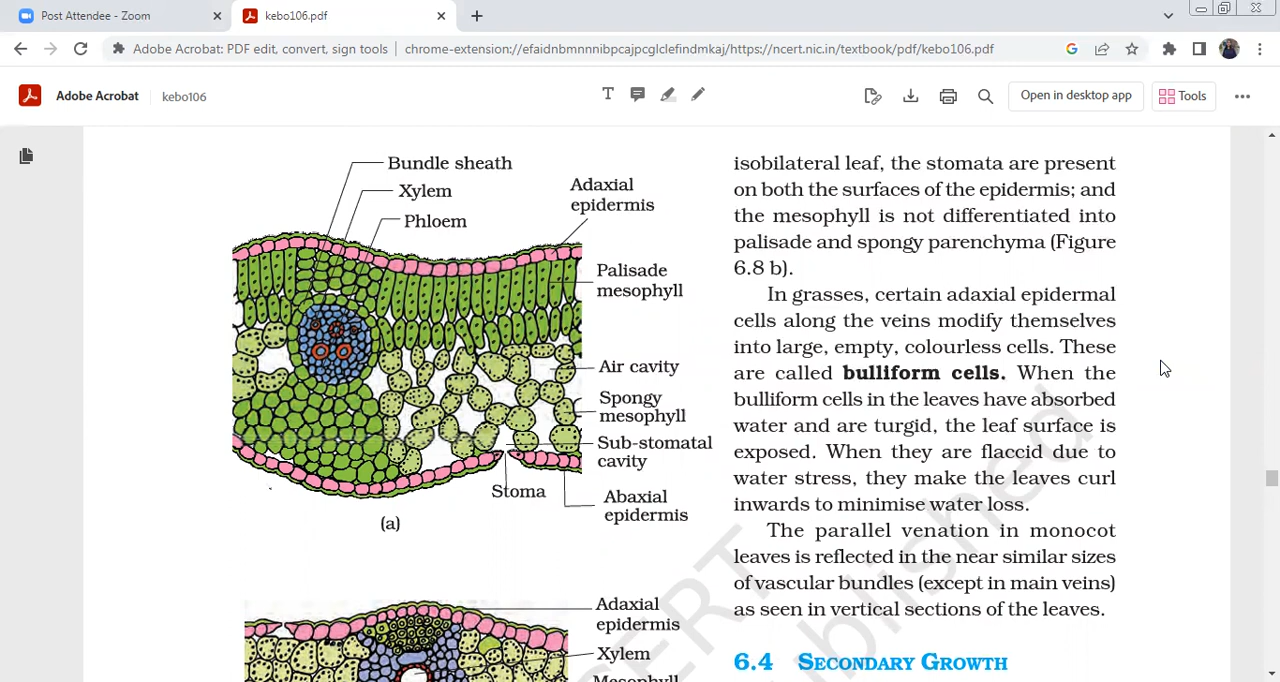 Post Attendee - Zoom
kebo106.pdf
Adobe Acrobat: PDF edit, convert, sign tools
chrome-extension://efaidnbmnnnibpcajpcglclefindmkaj/https://ncert.nic.in/textbook/pdf/kebo106.pdf
Adobe Acrobat
kebo106
Open in desktop app
Tools
Bundle sheath
Xylem
Phloem
Adaxial
epidermis
Palisade
mesophyll
Air cavity
Spongy
mesophyll
Sub-stomatal
cavity
Stoma
Abaxial
epidermis
(a)
Adaxial
epidermis
Xylem
Mesophyll
isobilateral leaf, the stomata are present
on both the surfaces of the epidermis; and
the mesophyll is not differentiated into
palisade and spongy parenchyma (Figure
6.8 b).
In grasses, certain adaxial epidermal
cells along the veins modify themselves
into large, empty, colourless cells. These
are called bulliform cells. When the
bulliform cells in the leaves have absorbed
water and are turgid, the leaf surface is
exposed. When they are flaccid due to
water stress, they make the leaves curl
inwards to minimise water loss.
The parallel venation in monocot
leaves is reflected in the near similar sizes
of vascular bundles (except in main veins)
as seen in vertical sections of the leaves.
6.4 SECONDARY GROWTH